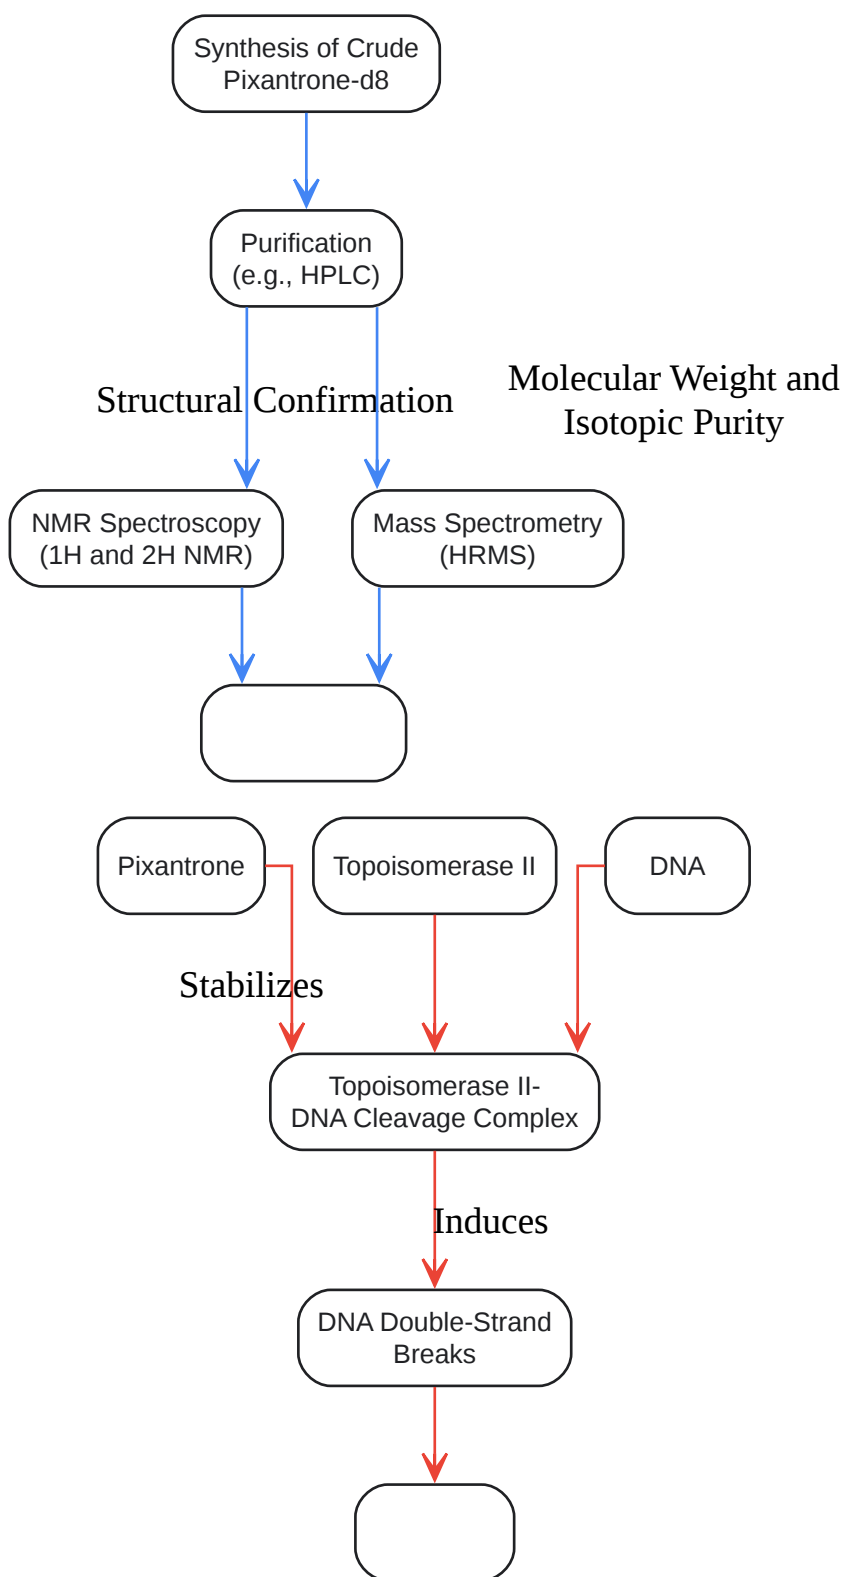 Synthesis of Crude
Pixantrone-d8
Purification
(e.g., HPLC)
Structural Confirmation
Molecular Weight and
Isotopic Purity
NMR Spectroscopy
(1H and 2H NMR)
Mass Spectrometry
(HRMS)
Pixantrone
Topoisomerase II
DNA
Stabilizes
Topoisomerase II-
DNA Cleavage Complex
Induces
DNA Double-Strand
Breaks